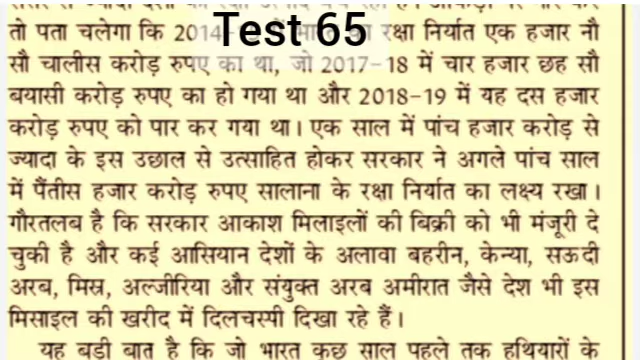 Test 65
तो पता चलेगा कि 2014- रक्षा निर्यात एक हजार नौ
सौ चालीस करोड़ रुपए का था, जो 2017-18 में चार हजार छह सौ
बयासी करोड़ रुपए का हो गया था और 2018-19 में यह दस हजार
करोड़ रुपए को पार कर गया था। एक साल में पांच हजार करोड़ से
ज्यादा के इस उछाल से उत्साहित होकर सरकार ने अगले पांच साल
में पैंतीस हजार करोड़ रुपए सालाना के रक्षा निर्यात का लक्ष्य रखा।
गौरतलब है कि सरकार आकाश मिलाइलों की बिक्री को भी मंजूरी दे
चुकी है और कई आसियान देशों के अलावा बहरीन, केन्या, सऊदी
अरब, मिस्र, अल्जीरिया और संयुक्त अरब अमीरात जैसे देश भी इस
मिसाइल की खरीद में दिलचस्पी दिखा रहे हैं।
यह बड़ी बात है कि जो भारत कुछ साल पहले तक हथियारों के